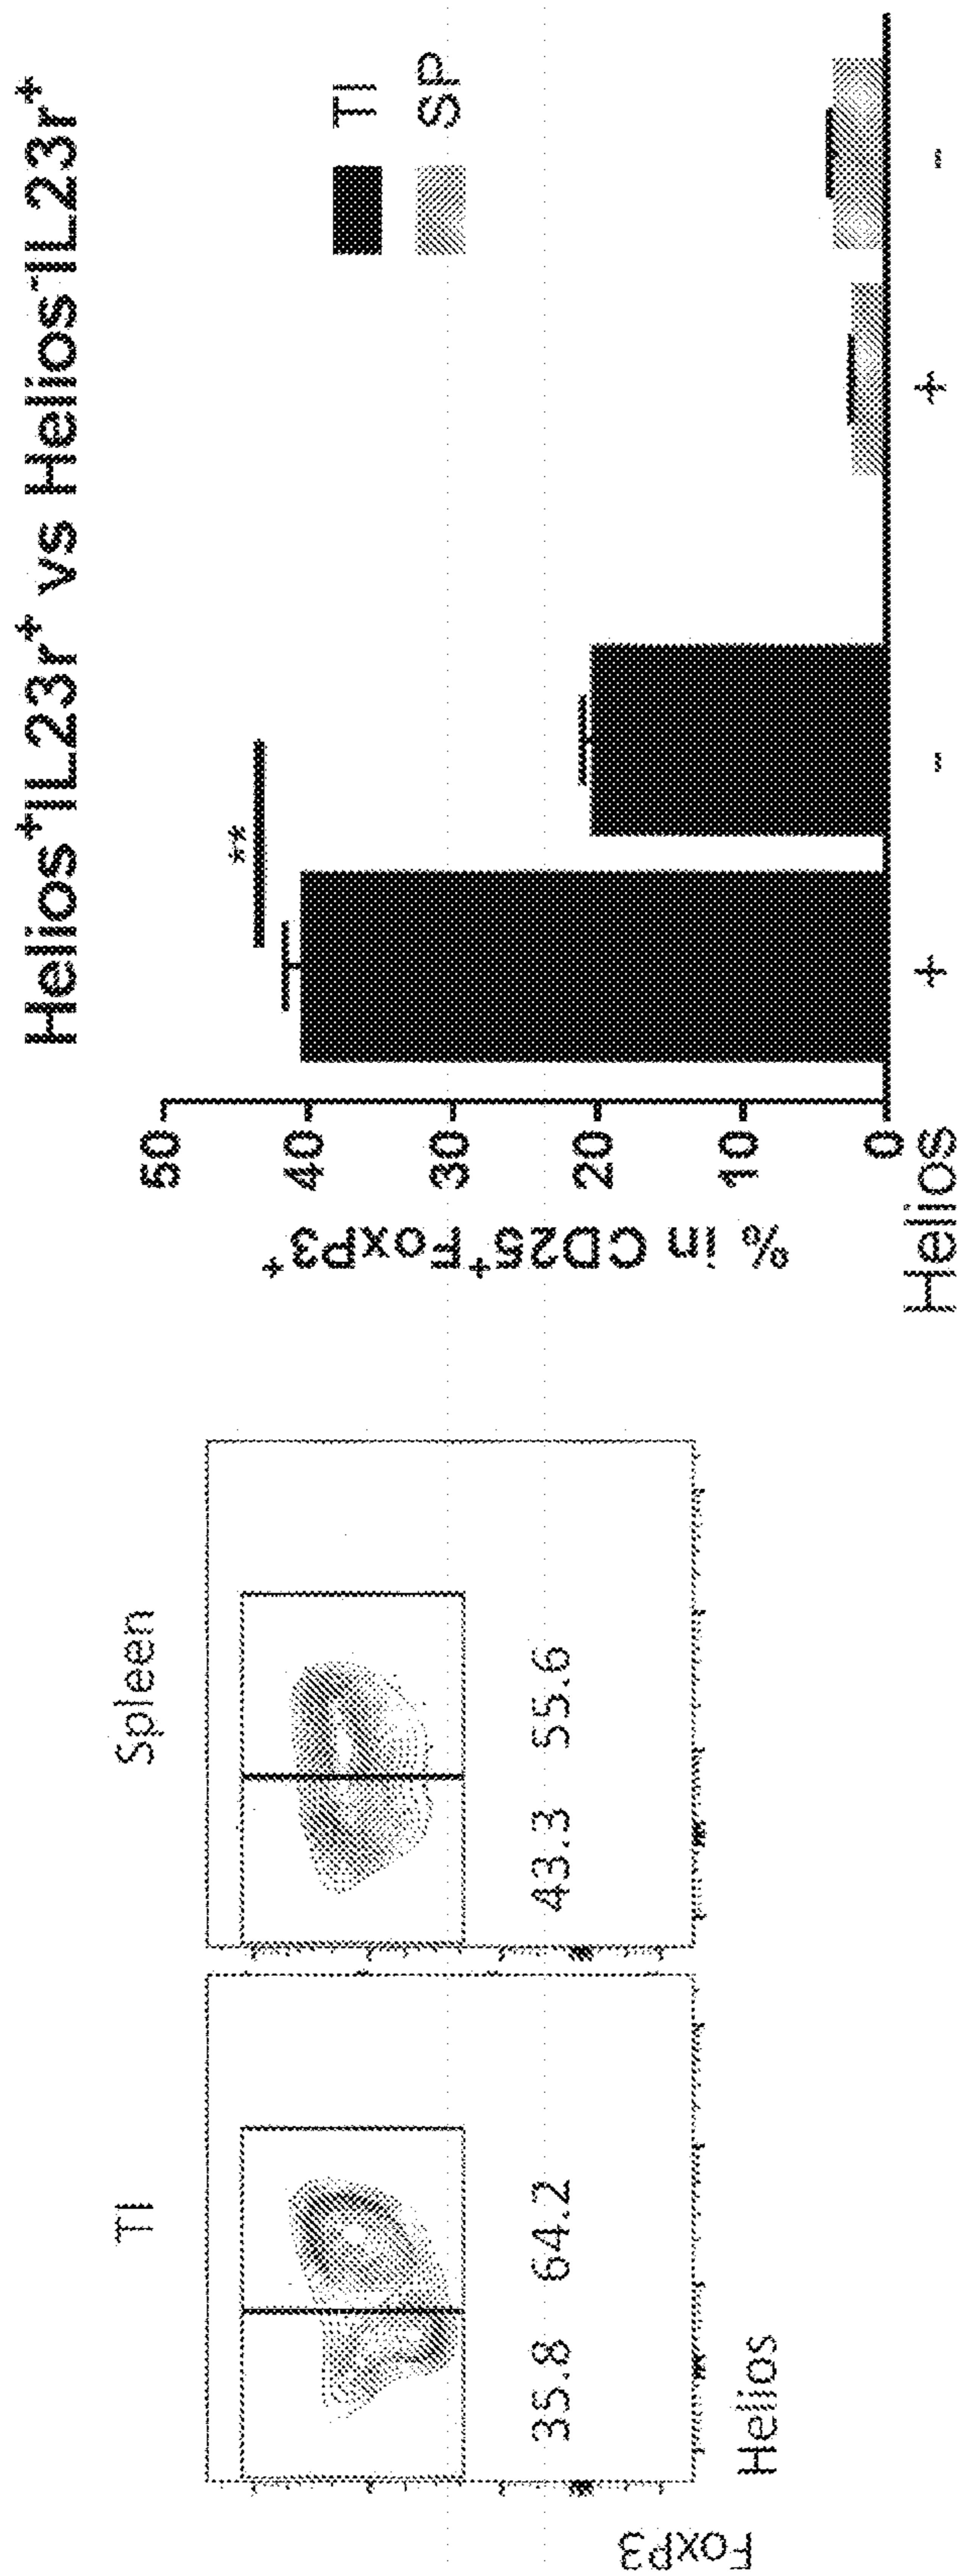 TI
Spleen
35.8 64.2
43.3 55.6
FoxP3
Helios
Helios⁺IL23r⁺ vs Helios⁻IL23r⁺
% in CD25⁺FoxP3⁺
50
40
30
20
10
0
**
TI
SP
Helios + - + -